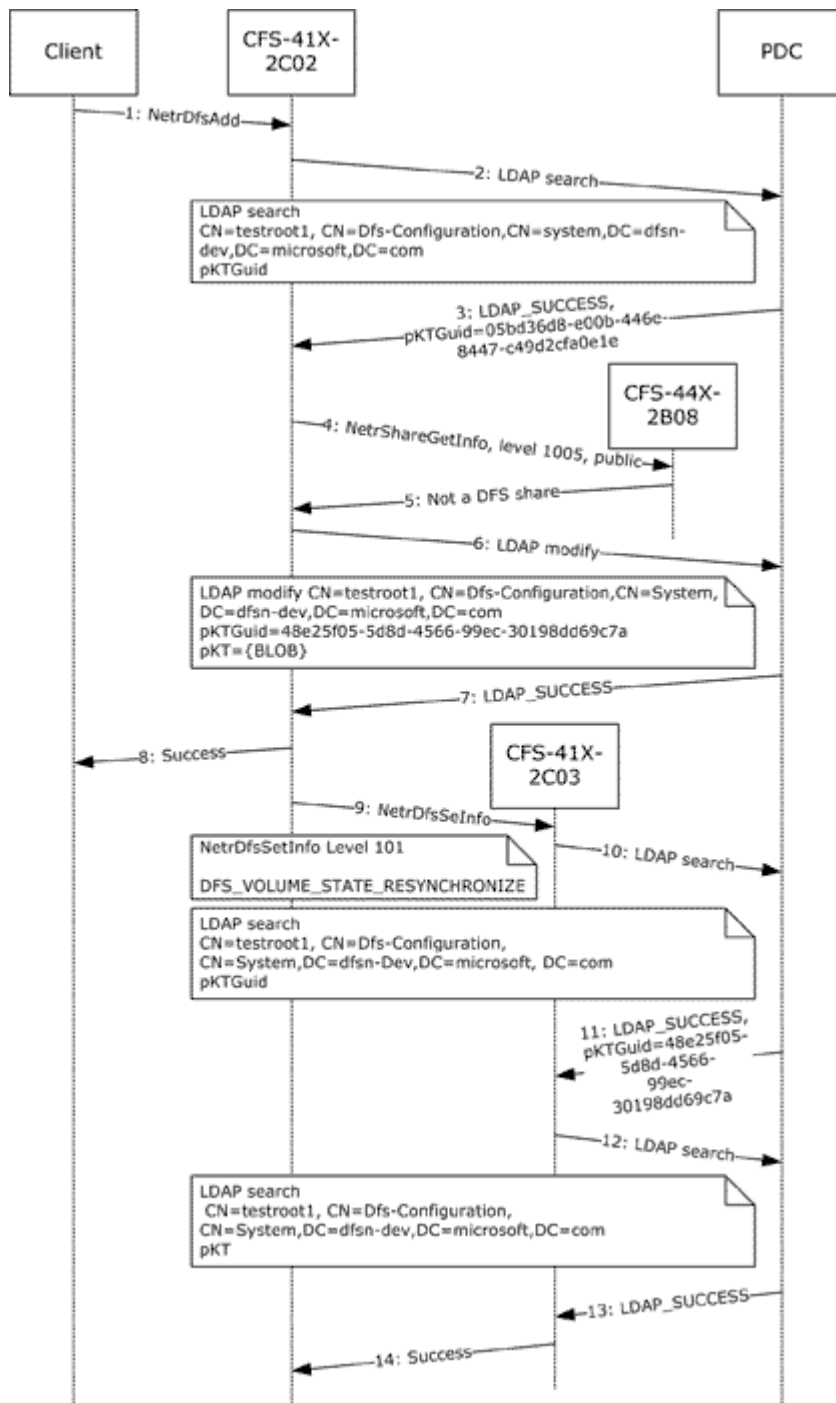 Client
CFS-41X-
2C02
PDC
1: NetrDfsAdd
2: LDAP search
LDAP search
CN=testroot1, CN=Dfs-Configuration,CN=system,DC=dfsn-
dev,DC=microsoft,DC=com
pKTGuid
3: LDAP_SUCCESS,
pKTGuid=05bd36d8-e00b-446c-
8447-c49d2cfa0e1e
CFS-44X-
2B08
4: NetrShareGetInfo, level 1005, public
5: Not a DFS share
6: LDAP modify
LDAP modify CN=testroot1, CN=Dfs-Configuration,CN=System,
DC=dfsn-dev,DC=microsoft,DC=com
pKTGuid=48e25f05-5d8d-4566-99ec-30198dd69c7a
pKT={BLOB}
7: LDAP_SUCCESS
8: Success
CFS-41X-
2C03
9: NetrDfsSeInfo
NetrDfsSetInfo Level 101
DFS_VOLUME_STATE_RESYNCHRONIZE
10: LDAP search
LDAP search
CN=testroot1, CN=Dfs-Configuration,
CN=System,DC=dfsn-Dev,DC=microsoft, DC=com
pKTGuid
11: LDAP_SUCCESS,
pKTGuid=48e25f05-
5d8d-4566-
99ec-
30198dd69c7a
12: LDAP search
LDAP search
CN=testroot1, CN=Dfs-Configuration,
CN=System,DC=dfsn-dev,DC=microsoft,DC=com
pKT
13: LDAP_SUCCESS
14: Success